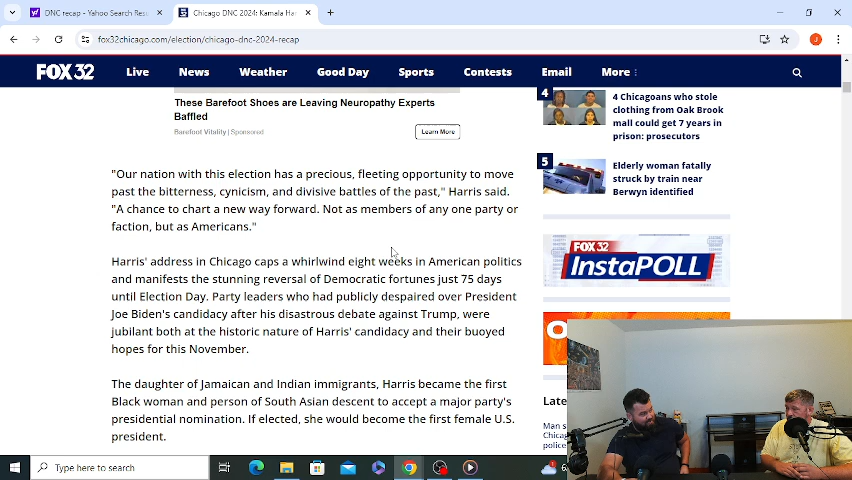 DNC recap - Yahoo Search Res
Chicago DNC 2024: Kamala Har
fox32chicago.com/election/chicago-dnc-2024-recap
J
FOX 32
Live
News
Weather
Good Day
Sports
Contests
Email
More
These Barefoot Shoes are Leaving Neuropathy Experts
Baffled
Barefoot Vitality | Sponsored
Learn More
"Our nation with this election has a precious, fleeting opportunity to move
past the bitterness, cynicism, and divisive battles of the past," Harris said.
"A chance to chart a new way forward. Not as members of any one party or
faction, but as Americans."
Harris' address in Chicago caps a whirlwind eight weeks in American politics
and manifests the stunning reversal of Democratic fortunes just 75 days
until Election Day. Party leaders who had publicly despaired over President
Joe Biden's candidacy after his disastrous debate against Trump, were
jubilant both at the historic nature of Harris' candidacy and their buoyed
hopes for this November.
The daughter of Jamaican and Indian immigrants, Harris became the first
Black woman and person of South Asian descent to accept a major party's
presidential nomination. If elected, she would become the first female U.S.
president.
4
4 Chicagoans who stole
clothing from Oak Brook
mall could get 7 years in
prison: prosecutors
5
Elderly woman fatally
struck by train near
Berwyn identified
FOX 32
InstaPOLL
O
Late
Man s
Chicag
police
Type here to search
6